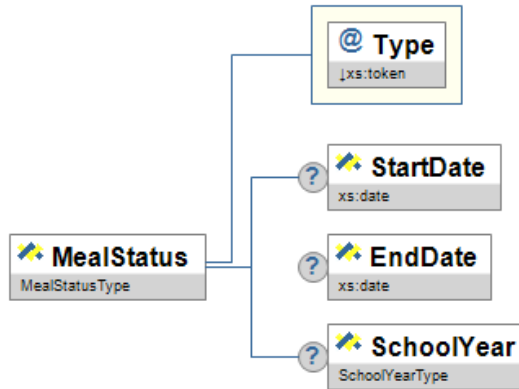 @ Type
↓xs:token
? StartDate
xs:date
MealStatus
MealStatusType
? EndDate
xs:date
? SchoolYear
SchoolYearType